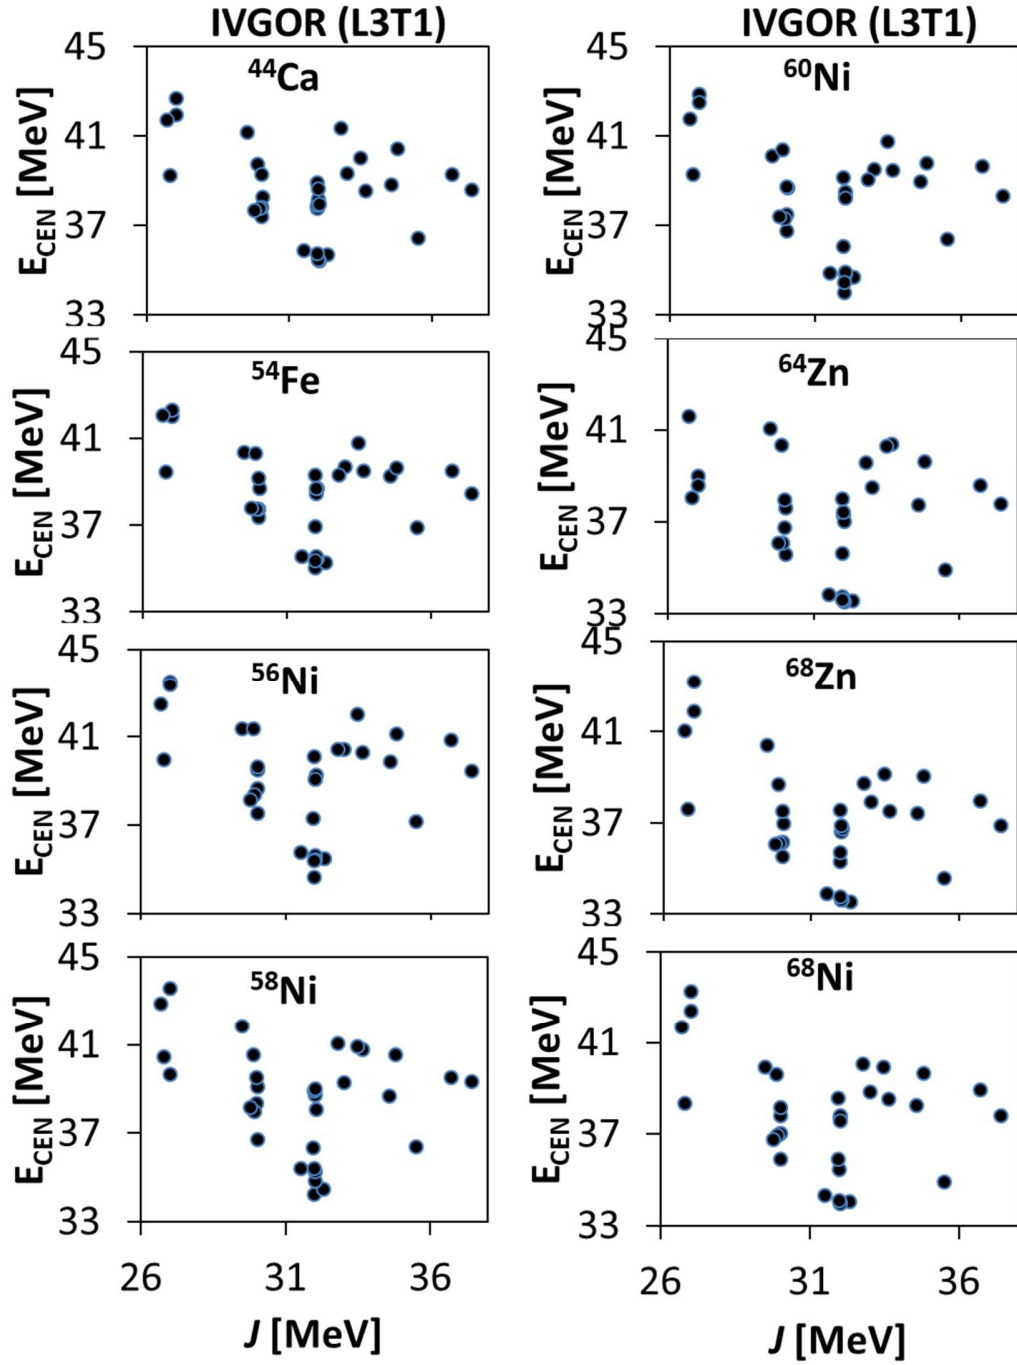 IVGOR (L3T1)
45
⁴⁴Ca
41
37
33
E_CEN [MeV]
45
⁵⁴Fe
41
37
33
E_CEN [MeV]
45
⁵⁶Ni
41
37
33
E_CEN [MeV]
45
⁵⁸Ni
41
37
33
E_CEN [MeV]
26 31 36
J [MeV]
IVGOR (L3T1)
45
⁶⁰Ni
41
37
33
E_CEN [MeV]
45
⁶⁴Zn
41
37
33
E_CEN [MeV]
45
⁶⁸Zn
41
37
33
E_CEN [MeV]
45
⁶⁸Ni
41
37
33
E_CEN [MeV]
26 31 36
J [MeV]